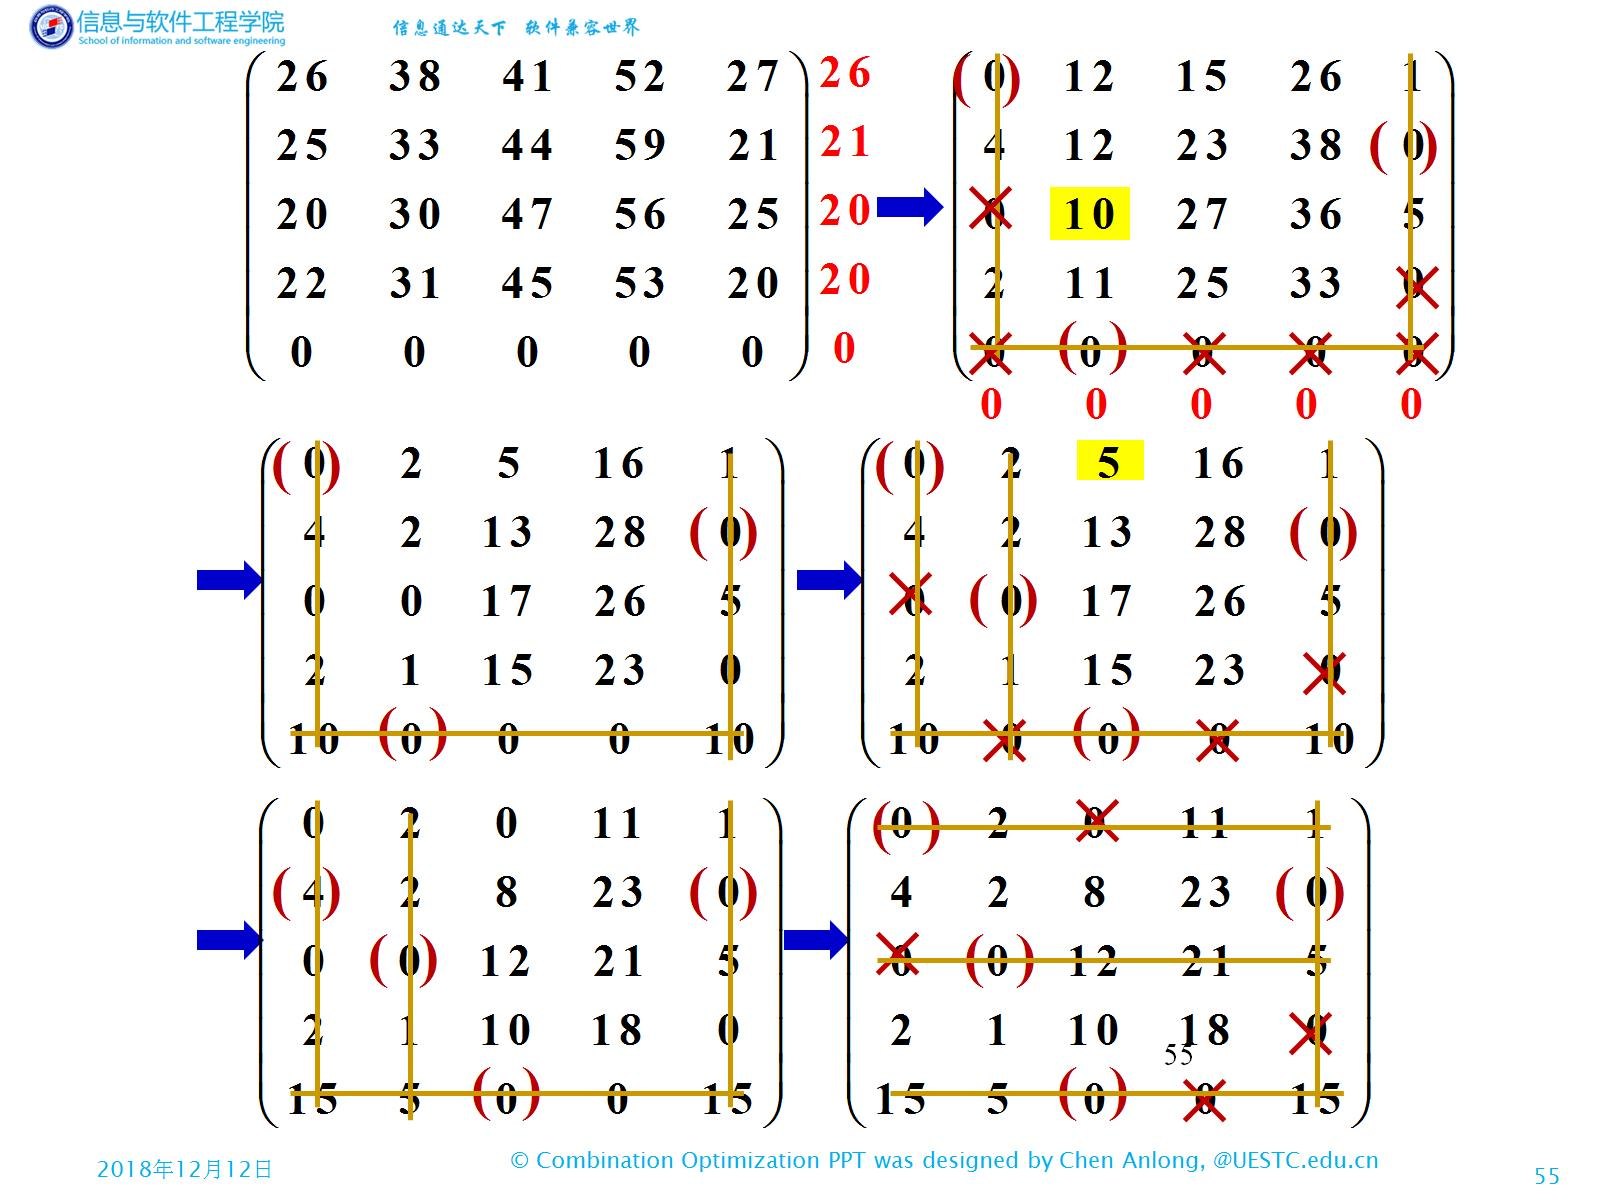 信息与软件工程学院
School of information and software engineering
信息通达天下 软件兼容世界
26 38 41 52 27 26
25 33 44 59 21 21
20 30 47 56 25 20
22 31 45 53 20 20
0 0 0 0 0 0
(0) 12 15 26 1
4 12 23 38 (0)
0 10 27 36 5
2 11 25 33 0
0 (0) 0 0 0
0 0 0 0 0
(0) 2 5 16 1
4 2 13 28 (0)
0 0 17 26 5
2 1 15 23 0
10 (0) 0 0 10
(0) 2 5 16 1
4 2 13 28 (0)
0 (0) 17 26 5
2 1 15 23 0
10 0 (0) 0 10
0 2 0 11 1
(4) 2 8 23 (0)
0 (0) 12 21 5
2 1 10 18 0
15 5 (0) 0 15
(0) 2 0 11 1
4 2 8 23 (0)
0 (0) 12 21 5
2 1 10 18 0
55
15 5 (0) 0 15
2018年12月12日
© Combination Optimization PPT was designed by Chen Anlong, @UESTC.edu.cn
55